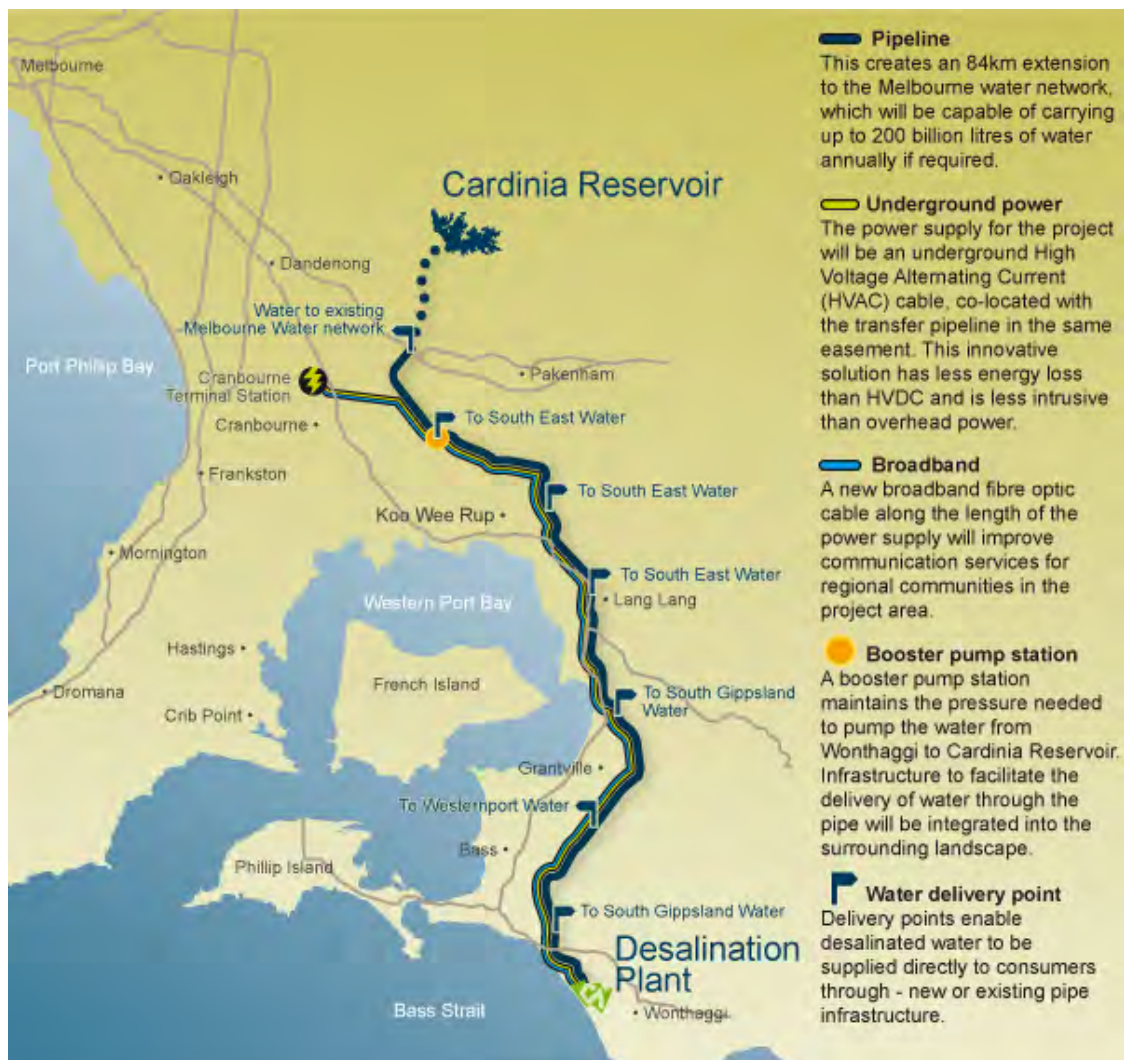 Melbourne
Oakleigh
Cardinia Reservoir
Dandenong
Water to existing
Melbourne Water network
Port Phillip Bay
Cranbourne
Terminal Station
Pakenham
Cranbourne
To South East Water
Frankston
To South East Water
Koo Wee Rup
Mornington
To South East Water
Western Port Bay
Lang Lang
Hastings
French Island
To South Gippsland
Water
Dromana
Crib Point
Grantville
To Westernport Water
Bass
Phillip Island
To South Gippsland Water
Desalination
Plant
Bass Strait
Wonthaggi
Pipeline
This creates an 84km extension
to the Melbourne water network,
which will be capable of carrying
up to 200 billion litres of water
annually if required.
Underground power
The power supply for the project
will be an underground High
Voltage Alternating Current
(HVAC) cable, co-located with
the transfer pipeline in the same
easement. This innovative
solution has less energy loss
than HVDC and is less intrusive
than overhead power.
Broadband
A new broadband fibre optic
cable along the length of the
power supply will improve
communication services for
regional communities in the
project area.
Booster pump station
A booster pump station
maintains the pressure needed
to pump the water from
Wonthaggi to Cardinia Reservoir.
Infrastructure to facilitate the
delivery of water through the
pipe will be integrated into the
surrounding landscape.
Water delivery point
Delivery points enable
desalinated water to be
supplied directly to consumers
through - new or existing pipe
infrastructure.